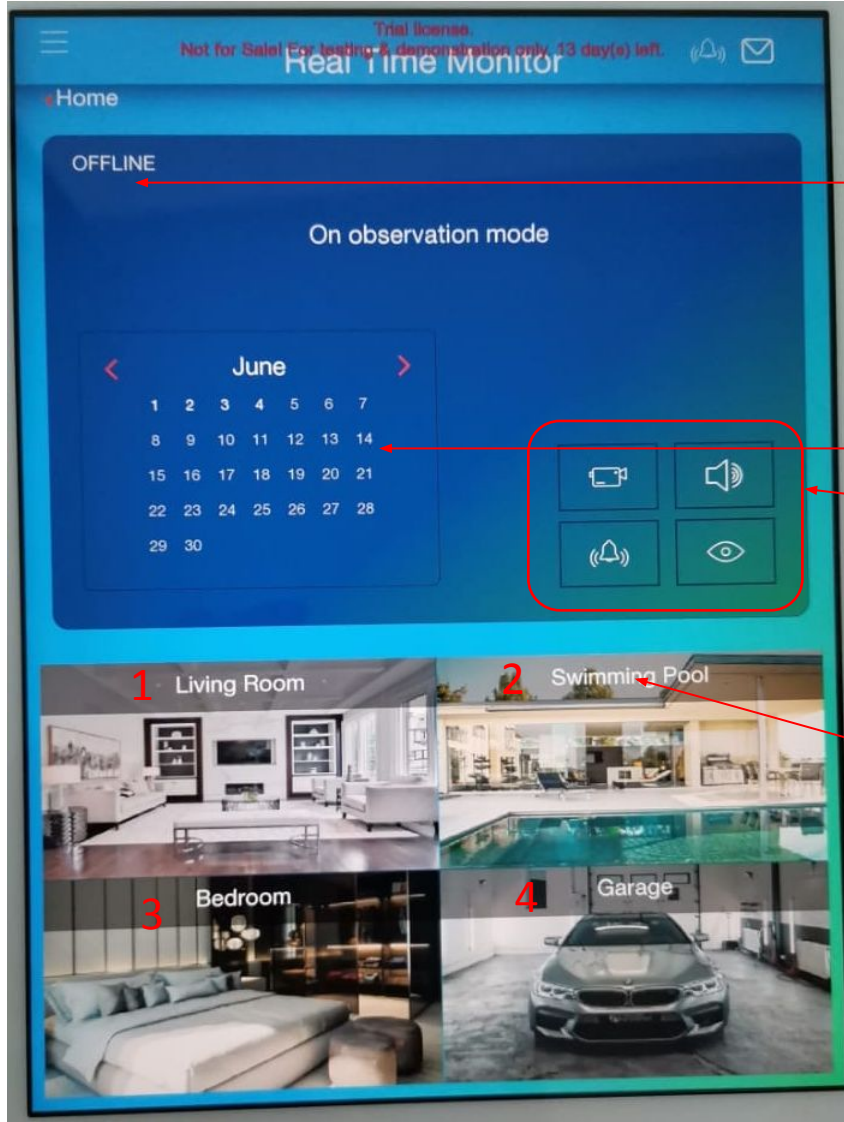 Trial license.
Not for Sale! For testing & demonstration only. 13 day(s) left.
Real Time Monitor
Home
OFFLINE
On observation mode
June
1 2 3 4 5 6 7
8 9 10 11 12 13 14
15 16 17 18 19 20 21
22 23 24 25 26 27 28
29 30
1 Living Room
2 Swimming Pool
3 Bedroom
4 Garage